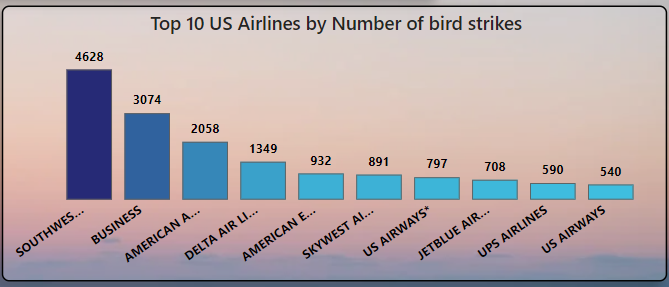 Top 10 US Airlines by Number of bird strikes
4628
3074
2058
1349
932
891
797
708
590
540
SOUTHWES...
BUSINESS
AMERICAN A...
DELTA AIR LI...
AMERICAN E...
SKYWEST AI...
US AIRWAYS*
JETBLUE AIR...
UPS AIRLINES
US AIRWAYS